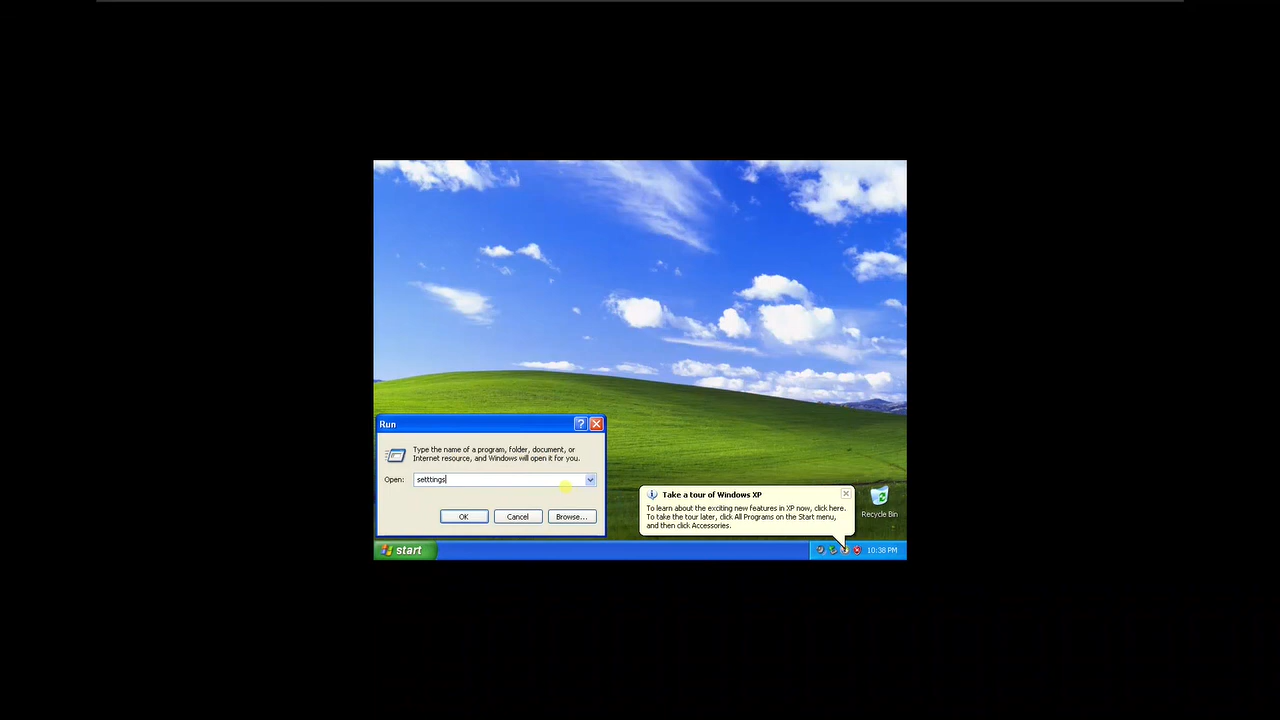 Run
Type the name of a program, folder, document, or
Internet resource, and Windows will open it for you.
Open: setttings
OK Cancel Browse...
Take a tour of Windows XP
To learn about the exciting new features in XP now, click here.
To take the tour later, click All Programs on the Start menu,
and then click Accessories.
Recycle Bin
start
10:38 PM